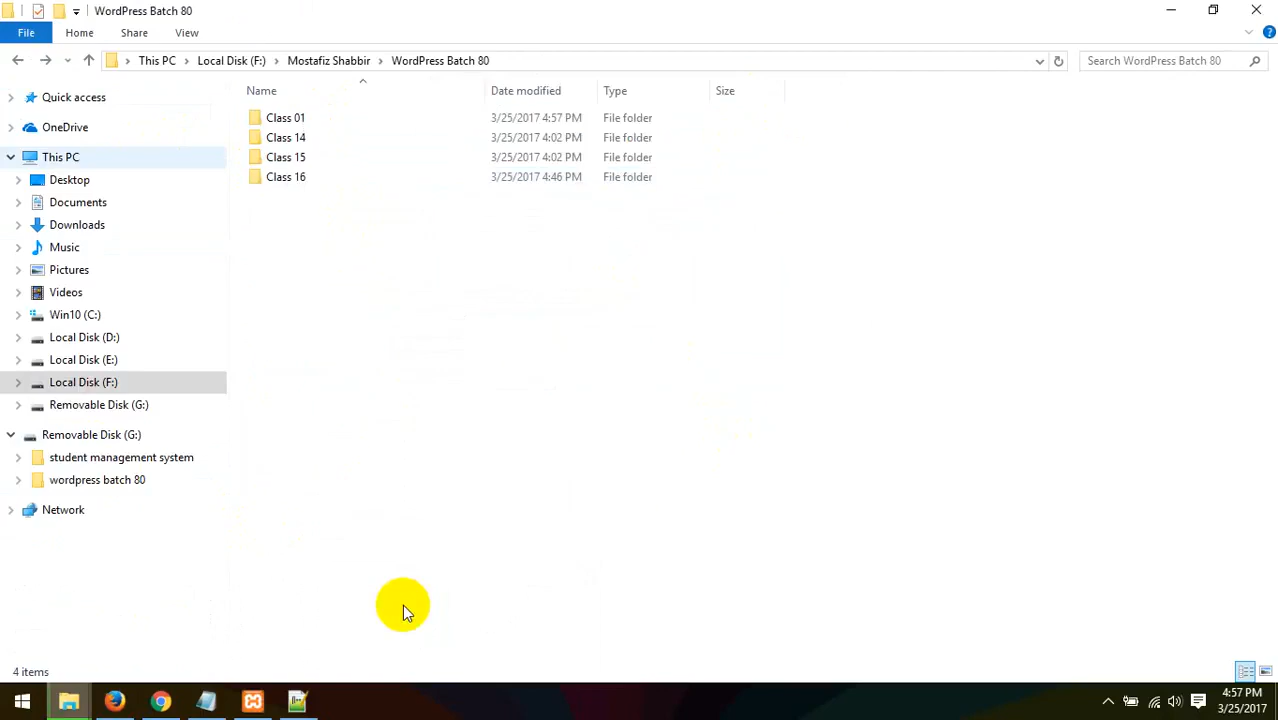 WordPress Batch 80
File Home Share View
This PC Local Disk (F:) Mostafiz Shabbir WordPress Batch 80 Search WordPress Batch 80
Name Date modified Type Size
Class 01 3/25/2017 4:57 PM File folder
Class 14 3/25/2017 4:02 PM File folder
Class 15 3/25/2017 4:02 PM File folder
Class 16 3/25/2017 4:46 PM File folder
Quick access
OneDrive
This PC
Desktop
Documents
Downloads
Music
Pictures
Videos
Win10 (C:)
Local Disk (D:)
Local Disk (E:)
Local Disk (F:)
Removable Disk (G:)
Removable Disk (G:)
student management system
wordpress batch 80
Network
4 items
4:57 PM
3/25/2017